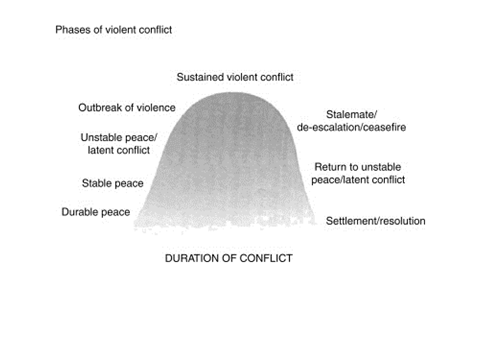 Phases of violent conflict
Sustained violent conflict
Outbreak of violence
Stalemate/
de-escalation/ceasefire
Unstable peace/
latent conflict
Return to unstable
peace/latent conflict
Stable peace
Durable peace
Settlement/resolution
DURATION OF CONFLICT